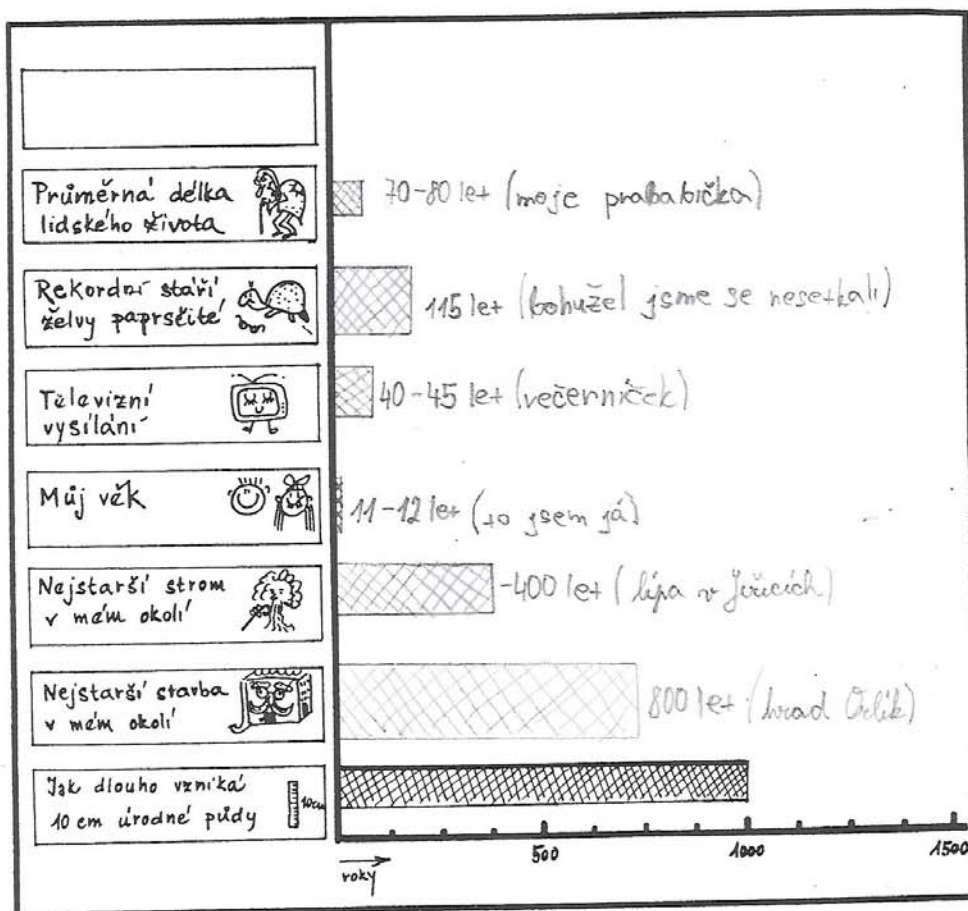 Průměrná délka
lidského života
70-80 let (moje prababička)
Rekordní stáří
želvy paprsčité
115 let (bohužel jsme se nesetkali)
Televizní
vysílání
40-45 let (večerníček)
Můj věk
11-12 let (to jsem já)
Nejstarší strom
v mém okolí
-400 let (lípa v Jiřicích)
Nejstarší stavba
v mém okolí
800 let (hrad Orlík)
Jak dlouho vzniká
10 cm úrodné půdy
10cm
500
1000
1500
roky